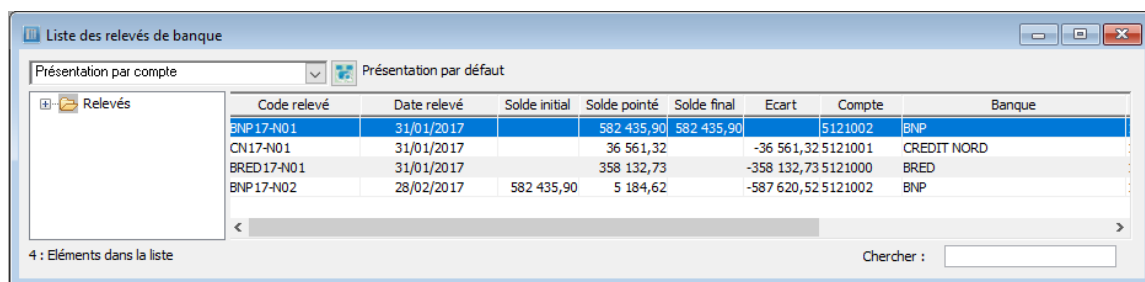 Liste des relevés de banque
Présentation par compte Présentation par défaut
Relevés
Code relevé Date relevé Solde initial Solde pointé Solde final Ecart Compte Banque
BNP17-N01 31/01/2017 582 435,90 582 435,90 5121002 BNP
CN17-N01 31/01/2017 36 561,32 -36 561,32 5121001 CREDIT NORD
BRED17-N01 31/01/2017 358 132,73 -358 132,73 5121000 BRED
BNP17-N02 28/02/2017 582 435,90 5 184,62 -587 620,52 5121002 BNP
4 : Eléments dans la liste Chercher :